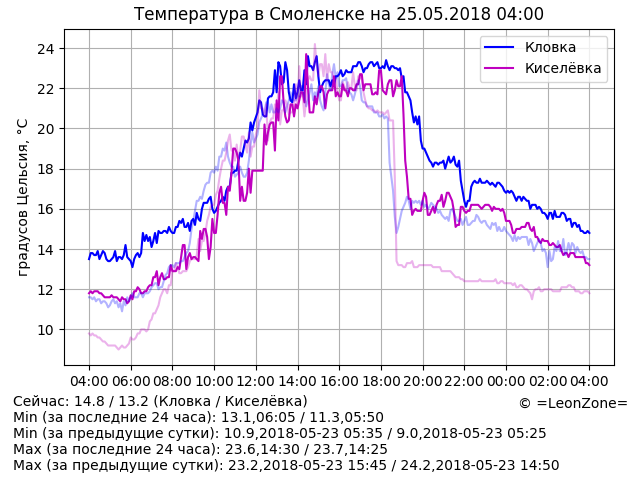 Температура в Смоленске на 25.05.2018 04:00
градусов Цельсия, °C
24
22
20
18
16
14
12
10
Кловка
Киселёвка
04:00 06:00 08:00 10:00 12:00 14:00 16:00 18:00 20:00 22:00 00:00 02:00 04:00
Сейчас: 14.8 / 13.2 (Кловка / Киселёвка)
© =LeonZone=
Min (за последние 24 часа): 13.1,06:05 / 11.3,05:50
Min (за предыдущие сутки): 10.9,2018-05-23 05:35 / 9.0,2018-05-23 05:25
Max (за последние 24 часа): 23.6,14:30 / 23.7,14:25
Max (за предыдущие сутки): 23.2,2018-05-23 15:45 / 24.2,2018-05-23 14:50